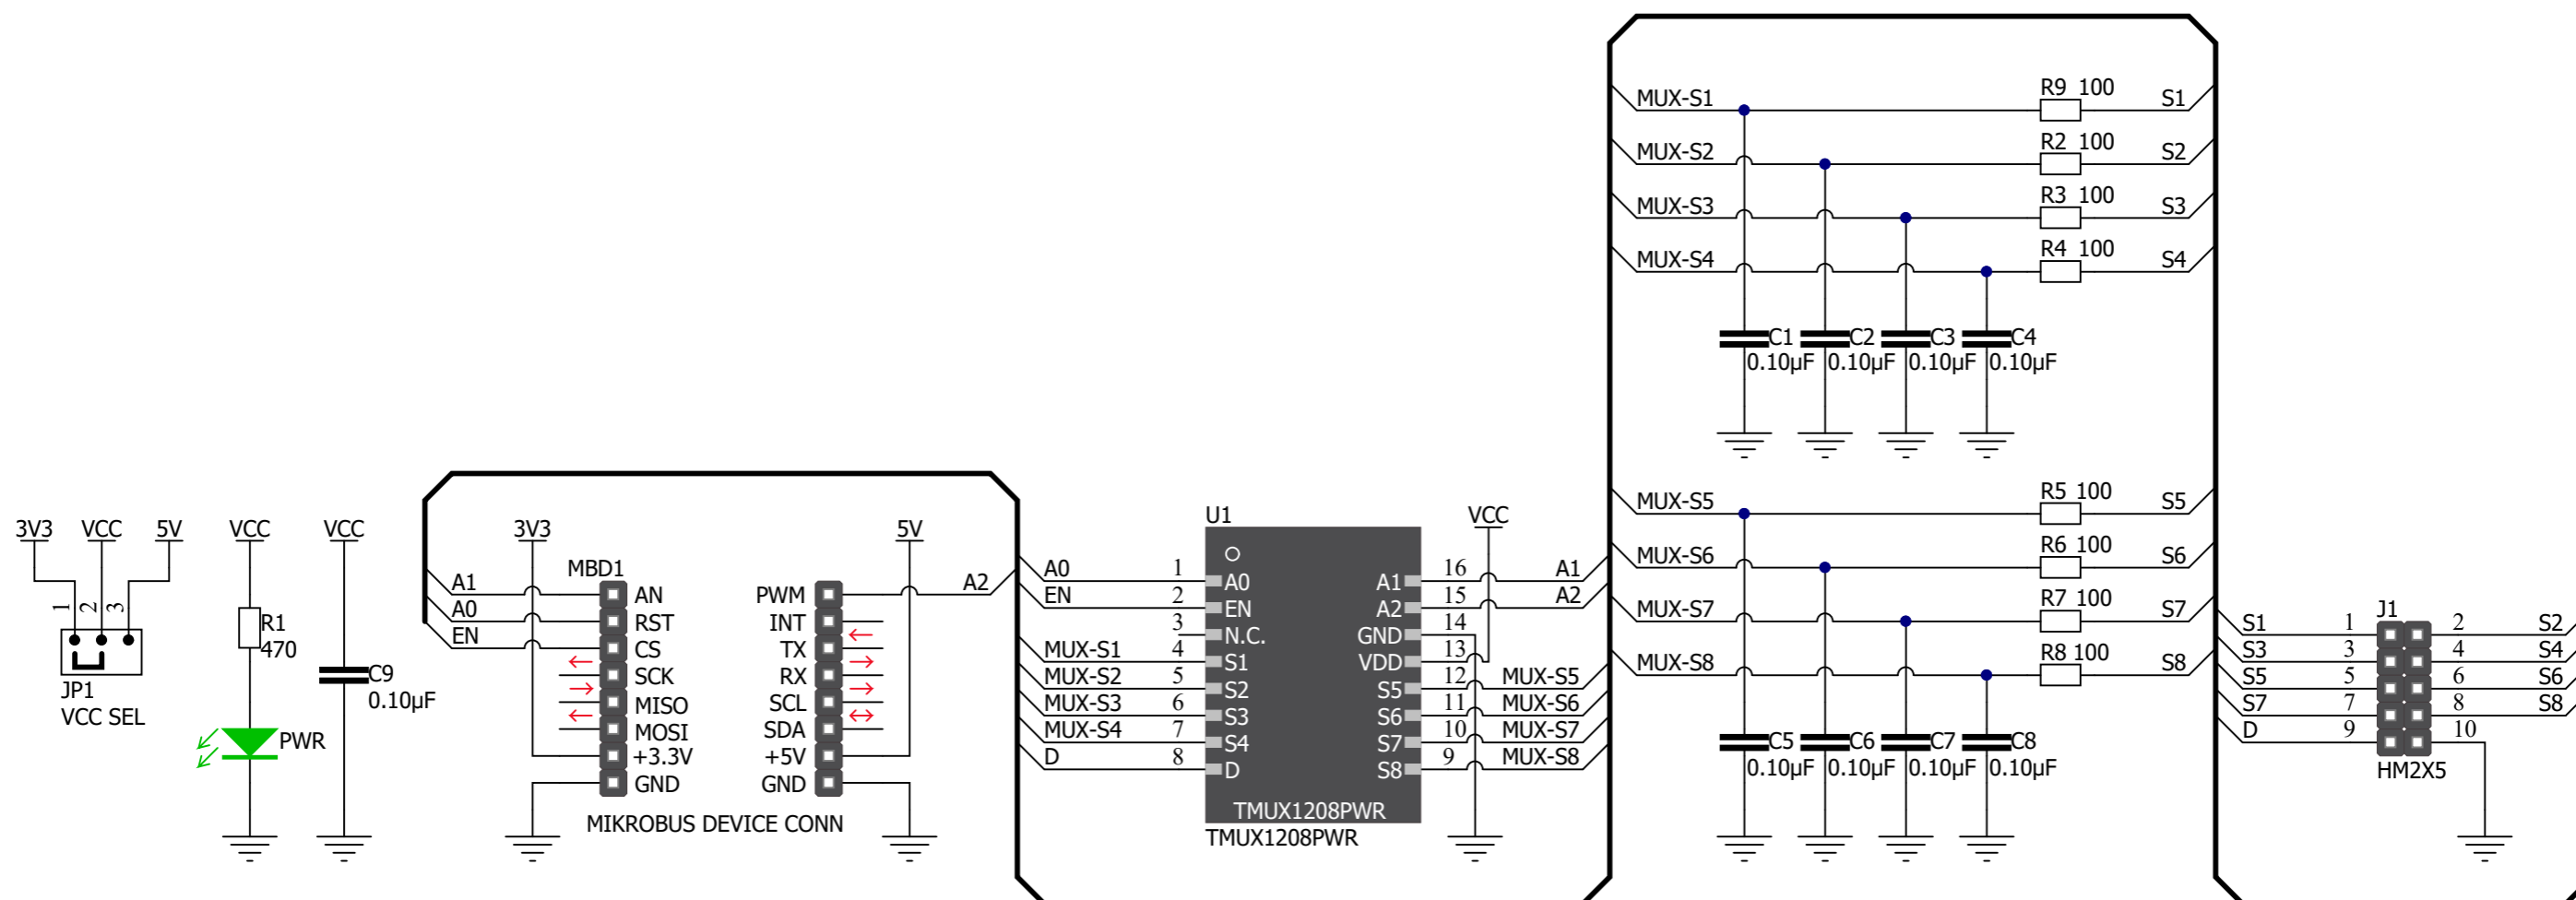 3V3 VCC 5V
1 2 3
JP1
VCC SEL
VCC
R1
470
PWR
VCC
C9
0.10µF
3V3
5V
MBD1
A1 AN PWM A2
A0 RST INT
EN CS TX
SCK RX
MISO SCL
MOSI SDA
+3.3V +5V
GND GND
MIKROBUS DEVICE CONN
U1
VCC
A0 1 A0 A1 16 A1
EN 2 EN A2 15 A2
3 N.C. GND 14
MUX-S1 4 S1 VDD 13
MUX-S2 5 S2 S5 12 MUX-S5
MUX-S3 6 S3 S6 11 MUX-S6
MUX-S4 7 S4 S7 10 MUX-S7
D 8 D S8 9 MUX-S8
TMUX1208PWR
TMUX1208PWR
MUX-S1 R9 100 S1
MUX-S2 R2 100 S2
MUX-S3 R3 100 S3
MUX-S4 R4 100 S4
C1 C2 C3 C4
0.10µF 0.10µF 0.10µF 0.10µF
MUX-S5 R5 100 S5
MUX-S6 R6 100 S6
MUX-S7 R7 100 S7
MUX-S8 R8 100 S8
C5 C6 C7 C8
0.10µF 0.10µF 0.10µF 0.10µF
J1
S1 1 2 S2
S3 3 4 S4
S5 5 6 S6
S7 7 8 S8
D 9 10
HM2X5